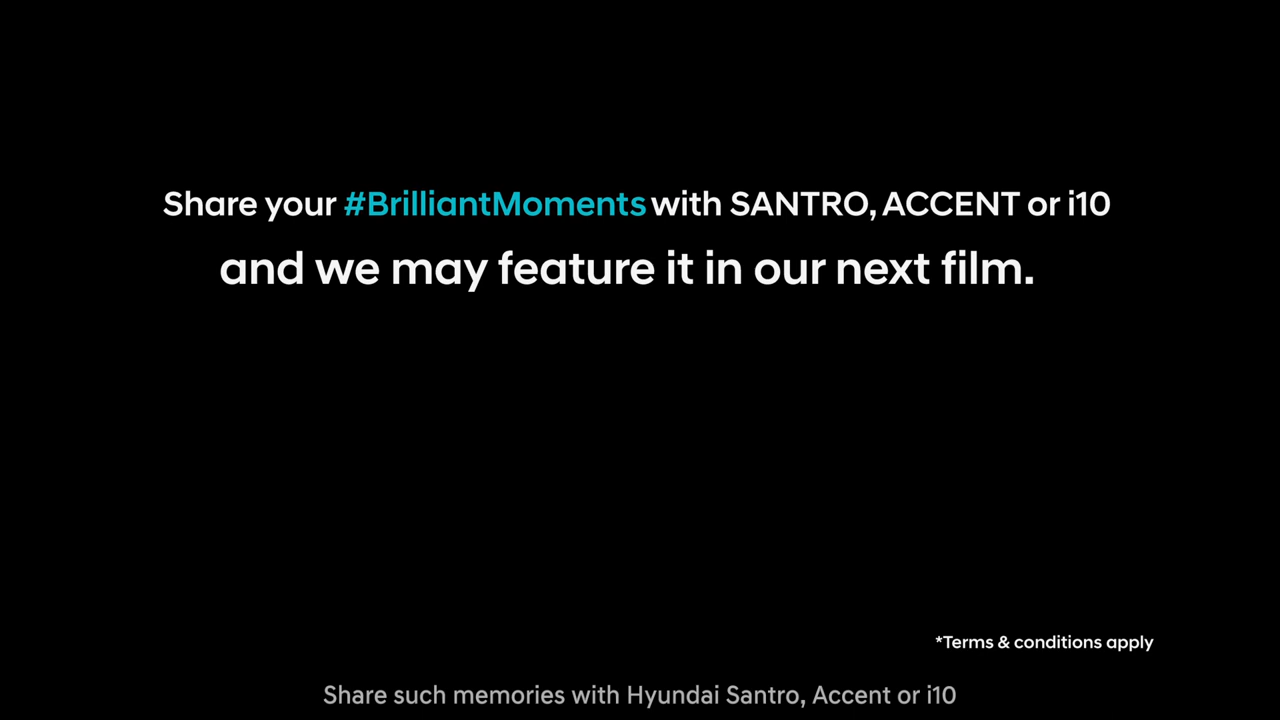 Share your #BrilliantMoments with SANTRO, ACCENT or i10
and we may feature it in our next film.
*Terms & conditions apply
Share such memories with Hyundai Santro, Accent or i10